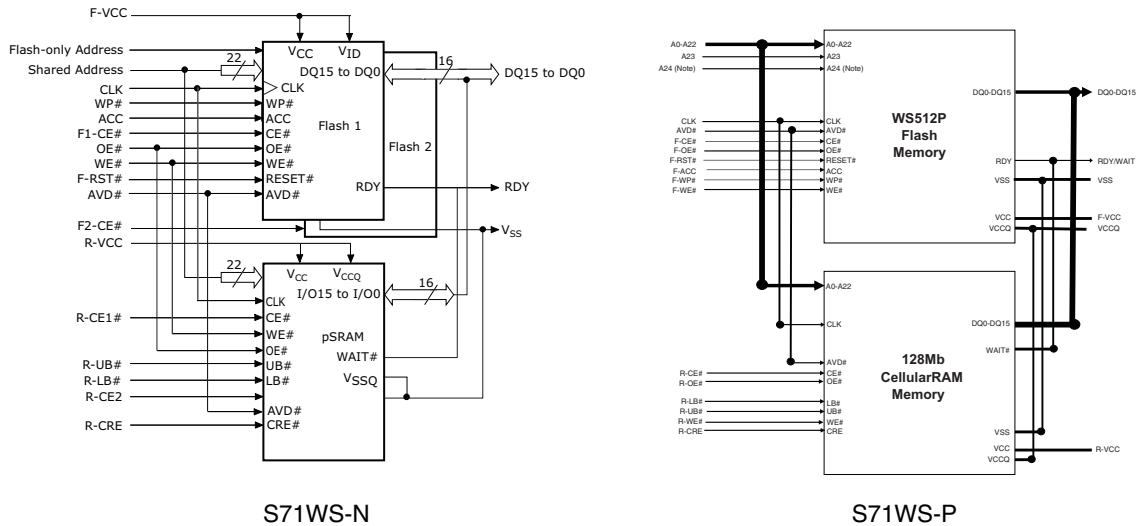 F-VCC
Flash-only Address
Shared Address
CLK
WP#
ACC
F1-CE#
OE#
WE#
F-RST#
AVD#
F2-CE#
R-VCC
R-CE1#
R-UB#
R-LB#
R-CE2
R-CRE
22
VCC VID
DQ15 to DQ0
CLK
WP#
ACC
CE#
OE#
WE#
RESET#
AVD#
Flash 1
Flash 2
RDY
16
DQ15 to DQ0
RDY
VSS
22
VCC VCCQ
I/O15 to I/O0
16
CLK
CE#
WE#
OE#
UB#
LB#
AVD#
CRE#
pSRAM
WAIT#
VSSQ
S71WS-N
A0-A22
A23
A24 (Note)
CLK
AVD#
F-CE#
F-OE#
F-RST#
F-ACC
F-WP#
F-WE#
A0-A22
A23
A24 (Note)
CLK
AVD#
CE#
OE#
RESET#
ACC
WP#
WE#
WS512P
Flash
Memory
DQ0-DQ15
RDY
VSS
VCC
VCCQ
DQ0-DQ15
RDY/WAIT
VSS
F-VCC
VCCQ
R-CE#
R-OE#
R-LB#
R-UB#
R-WE#
R-CRE
A0-A22
CLK
AVD#
CE#
OE#
LB#
UB#
WE#
CRE
128Mb
CellularRAM
Memory
DQ0-DQ15
WAIT#
VSS
VCC
VCCQ
R-VCC
S71WS-P